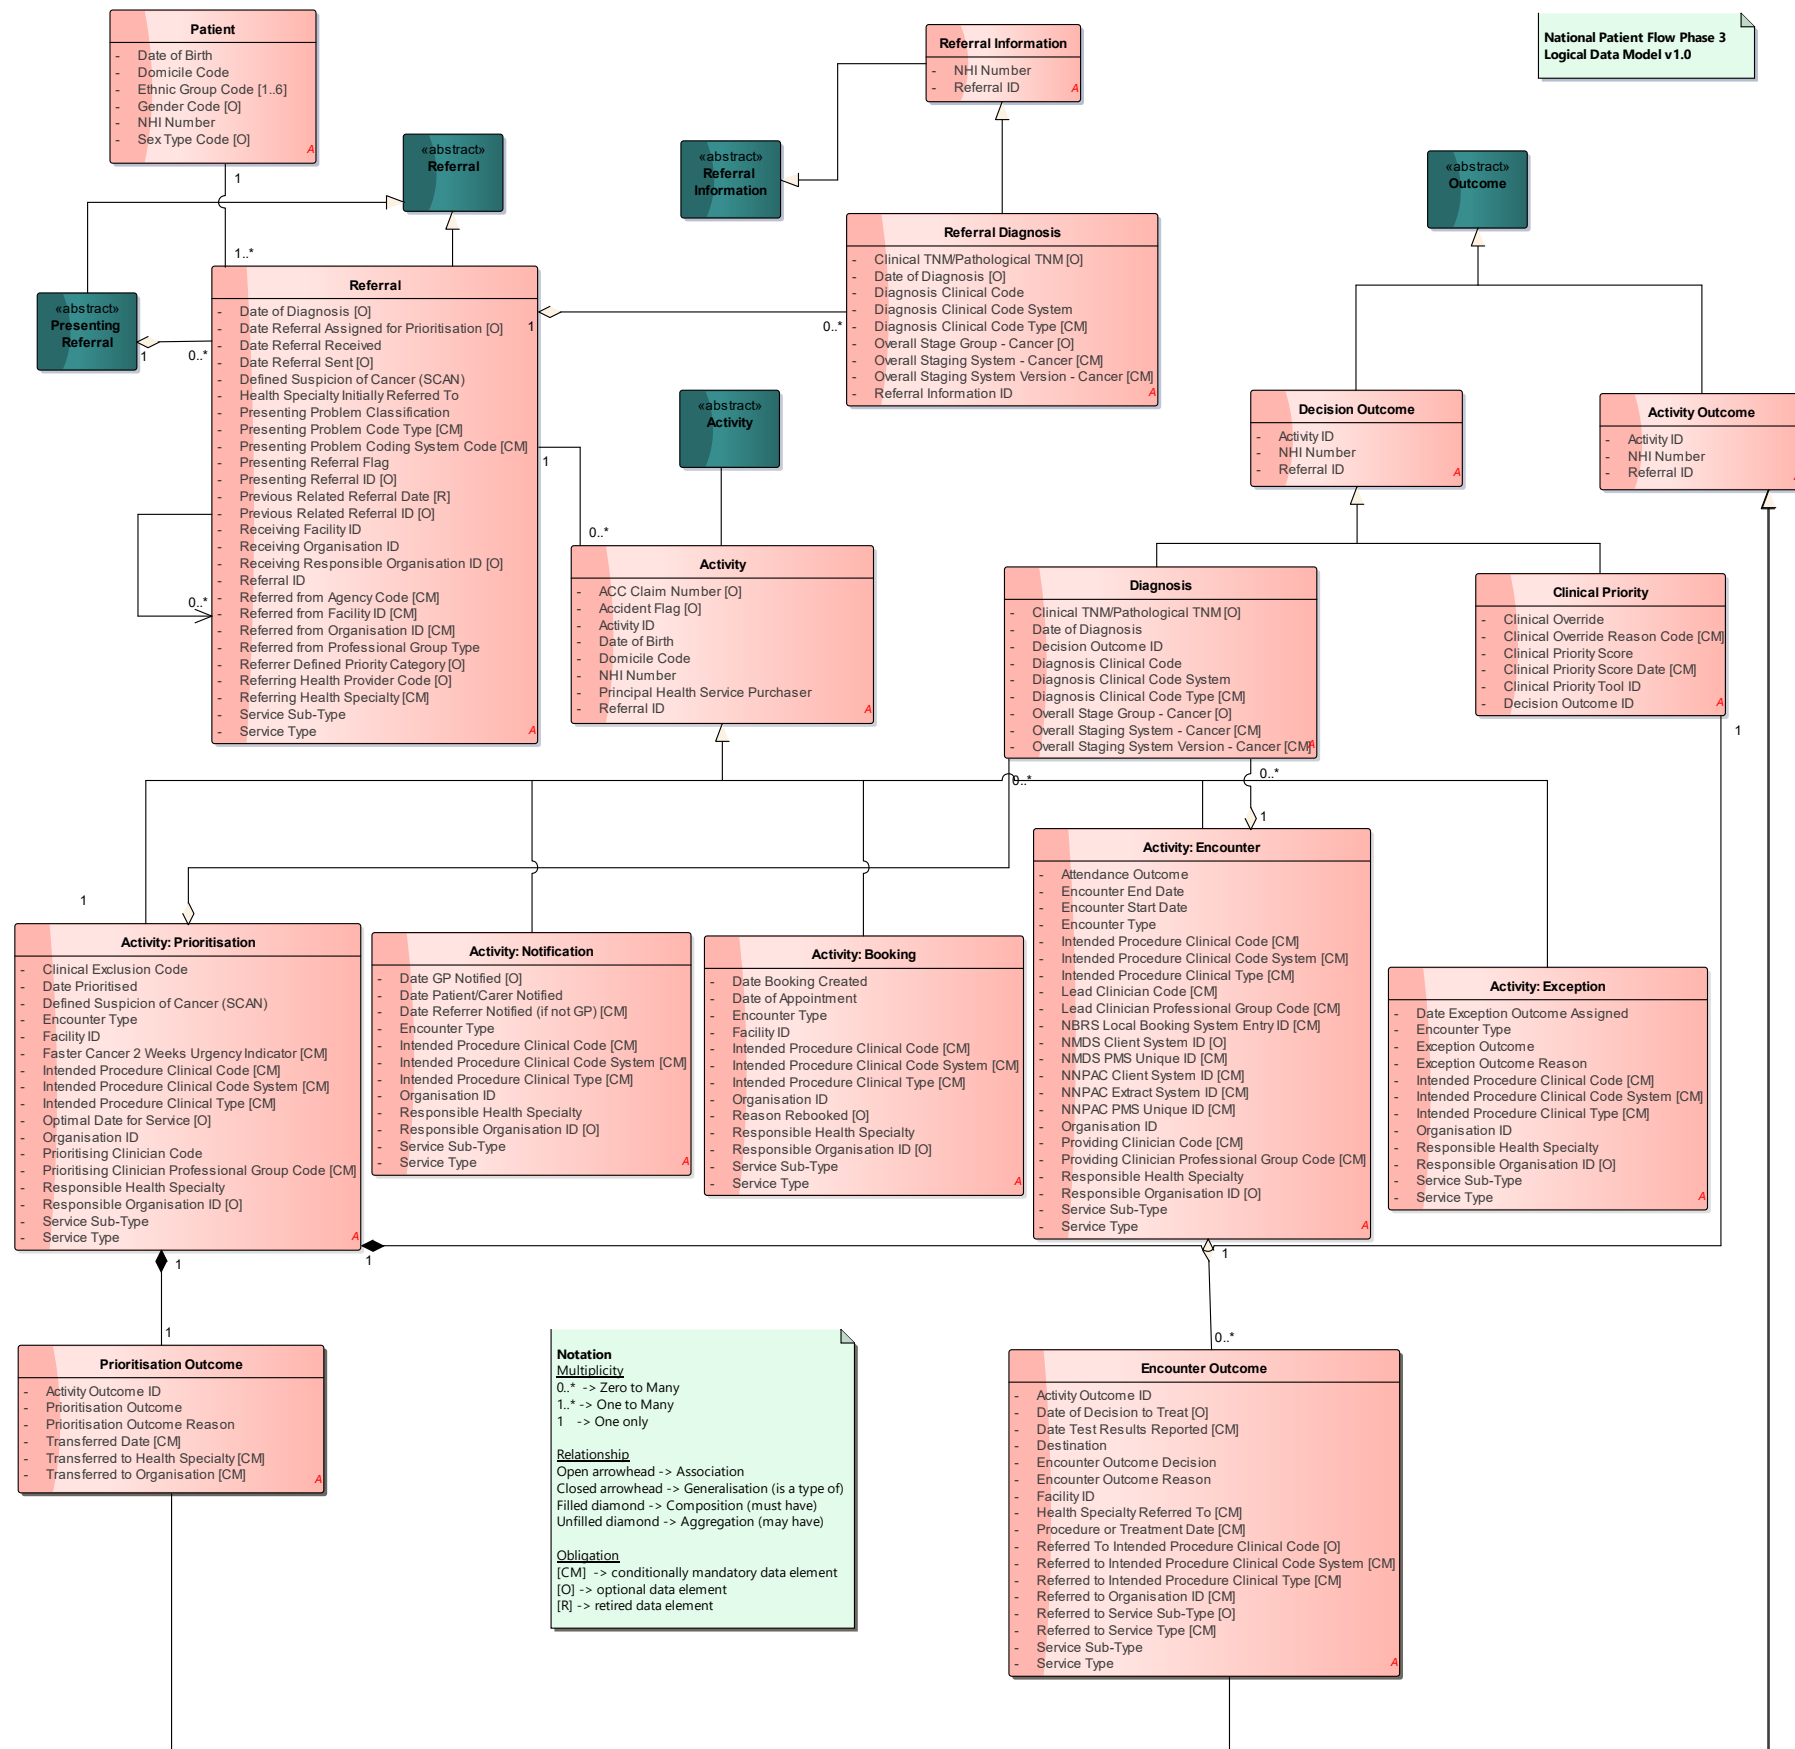 Patient
- Date of Birth
- Domicile Code
- Ethnic Group Code [1..6]
- Gender Code [O]
- NHI Number
- Sex Type Code [O]
A
1
1..*
«abstract»
Referral
Referral Information
- NHI Number
- Referral ID
A
«abstract»
Referral
Information
National Patient Flow Phase 3
Logical Data Model v1.0
«abstract»
Outcome
«abstract»
Presenting
Referral
1
0..*
Referral
- Date of Diagnosis [O]
- Date Referral Assigned for Prioritisation [O]
- Date Referral Received
- Date Referral Sent [O]
- Defined Suspicion of Cancer (SCAN)
- Health Specialty Initially Referred To
- Presenting Problem Classification
- Presenting Problem Code Type [CM]
- Presenting Problem Coding System Code [CM]
- Presenting Referral Flag
- Presenting Referral ID [O]
- Previous Related Referral Date [R]
- Previous Related Referral ID [O]
- Receiving Facility ID
- Receiving Organisation ID
- Receiving Responsible Organisation ID [O]
- Referral ID
- Referred from Agency Code [CM]
- Referred from Facility ID [CM]
- Referred from Organisation ID [CM]
- Referred from Professional Group Type
- Referrer Defined Priority Category [O]
- Referring Health Provider Code [O]
- Referring Health Specialty [CM]
- Service Sub-Type
- Service Type
A
0..*
1
0..*
Referral Diagnosis
- Clinical TNM/Pathological TNM [O]
- Date of Diagnosis [O]
- Diagnosis Clinical Code
- Diagnosis Clinical Code System
- Diagnosis Clinical Code Type [CM]
- Overall Stage Group - Cancer [O]
- Overall Staging System - Cancer [CM]
- Overall Staging System Version - Cancer [CM]
- Referral Information ID
A
«abstract»
Activity
1
0..*
Activity
- ACC Claim Number [O]
- Accident Flag [O]
- Activity ID
- Date of Birth
- Domicile Code
- NHI Number
- Principal Health Service Purchaser
- Referral ID
A
Decision Outcome
- Activity ID
- NHI Number
- Referral ID
A
Activity Outcome
- Activity ID
- NHI Number
- Referral ID
Diagnosis
- Clinical TNM/Pathological TNM [O]
- Date of Diagnosis
- Decision Outcome ID
- Diagnosis Clinical Code
- Diagnosis Clinical Code System
- Diagnosis Clinical Code Type [CM]
- Overall Stage Group - Cancer [O]
- Overall Staging System - Cancer [CM]
- Overall Staging System Version - Cancer [CM]
A
Clinical Priority
- Clinical Override
- Clinical Override Reason Code [CM]
- Clinical Priority Score
- Clinical Priority Score Date [CM]
- Clinical Priority Tool ID
- Decision Outcome ID
A
1
0..*
0..*
1
1
Activity: Prioritisation
- Clinical Exclusion Code
- Date Prioritised
- Defined Suspicion of Cancer (SCAN)
- Encounter Type
- Facility ID
- Faster Cancer 2 Weeks Urgency Indicator [CM]
- Intended Procedure Clinical Code [CM]
- Intended Procedure Clinical Code System [CM]
- Intended Procedure Clinical Type [CM]
- Optimal Date for Service [O]
- Organisation ID
- Prioritising Clinician Code
- Prioritising Clinician Professional Group Code [CM]
- Responsible Health Specialty
- Responsible Organisation ID [O]
- Service Sub-Type
- Service Type
A
Activity: Notification
- Date GP Notified [O]
- Date Patient/Carer Notified
- Date Referrer Notified (if not GP) [CM]
- Encounter Type
- Intended Procedure Clinical Code [CM]
- Intended Procedure Clinical Code System [CM]
- Intended Procedure Clinical Type [CM]
- Organisation ID
- Responsible Health Specialty
- Responsible Organisation ID [O]
- Service Sub-Type
- Service Type
A
Activity: Booking
- Date Booking Created
- Date of Appointment
- Encounter Type
- Facility ID
- Intended Procedure Clinical Code [CM]
- Intended Procedure Clinical Code System [CM]
- Intended Procedure Clinical Type [CM]
- Organisation ID
- Reason Rebooked [O]
- Responsible Health Specialty
- Responsible Organisation ID [O]
- Service Sub-Type
- Service Type
A
Activity: Encounter
- Attendance Outcome
- Encounter End Date
- Encounter Start Date
- Encounter Type
- Intended Procedure Clinical Code [CM]
- Intended Procedure Clinical Code System [CM]
- Intended Procedure Clinical Type [CM]
- Lead Clinician Code [CM]
- Lead Clinician Professional Group Code [CM]
- NBRS Local Booking System Entry ID [CM]
- NMDS Client System ID [O]
- NMDS PMS Unique ID [CM]
- NNPAC Client System ID [CM]
- NNPAC Extract System ID [CM]
- NNPAC PMS Unique ID [CM]
- Organisation ID
- Providing Clinician Code [CM]
- Providing Clinician Professional Group Code [CM]
- Responsible Health Specialty
- Responsible Organisation ID [O]
- Service Sub-Type
- Service Type
A
Activity: Exception
- Date Exception Outcome Assigned
- Encounter Type
- Exception Outcome
- Exception Outcome Reason
- Intended Procedure Clinical Code [CM]
- Intended Procedure Clinical Code System [CM]
- Intended Procedure Clinical Type [CM]
- Organisation ID
- Responsible Health Specialty
- Responsible Organisation ID [O]
- Service Sub-Type
- Service Type
A
1
1
1
1
0..*
Prioritisation Outcome
- Activity Outcome ID
- Prioritisation Outcome
- Prioritisation Outcome Reason
- Transferred Date [CM]
- Transferred to Health Specialty [CM]
- Transferred to Organisation [CM]
A
Notation
Multiplicity
0..* -> Zero to Many
1..* -> One to Many
1 -> One only
Relationship
Open arrowhead -> Association
Closed arrowhead -> Generalisation (is a type of)
Filled diamond -> Composition (must have)
Unfilled diamond -> Aggregation (may have)
Obligation
[CM] -> conditionally mandatory data element
[O] -> optional data element
[R] -> retired data element
Encounter Outcome
- Activity Outcome ID
- Date of Decision to Treat [O]
- Date Test Results Reported [CM]
- Destination
- Encounter Outcome Decision
- Encounter Outcome Reason
- Facility ID
- Health Specialty Referred To [CM]
- Procedure or Treatment Date [CM]
- Referred To Intended Procedure Clinical Code [O]
- Referred to Intended Procedure Clinical Code System [CM]
- Referred to Intended Procedure Clinical Type [CM]
- Referred to Organisation ID [CM]
- Referred to Service Sub-Type [O]
- Referred to Service Type [CM]
- Service Sub-Type
- Service Type
A